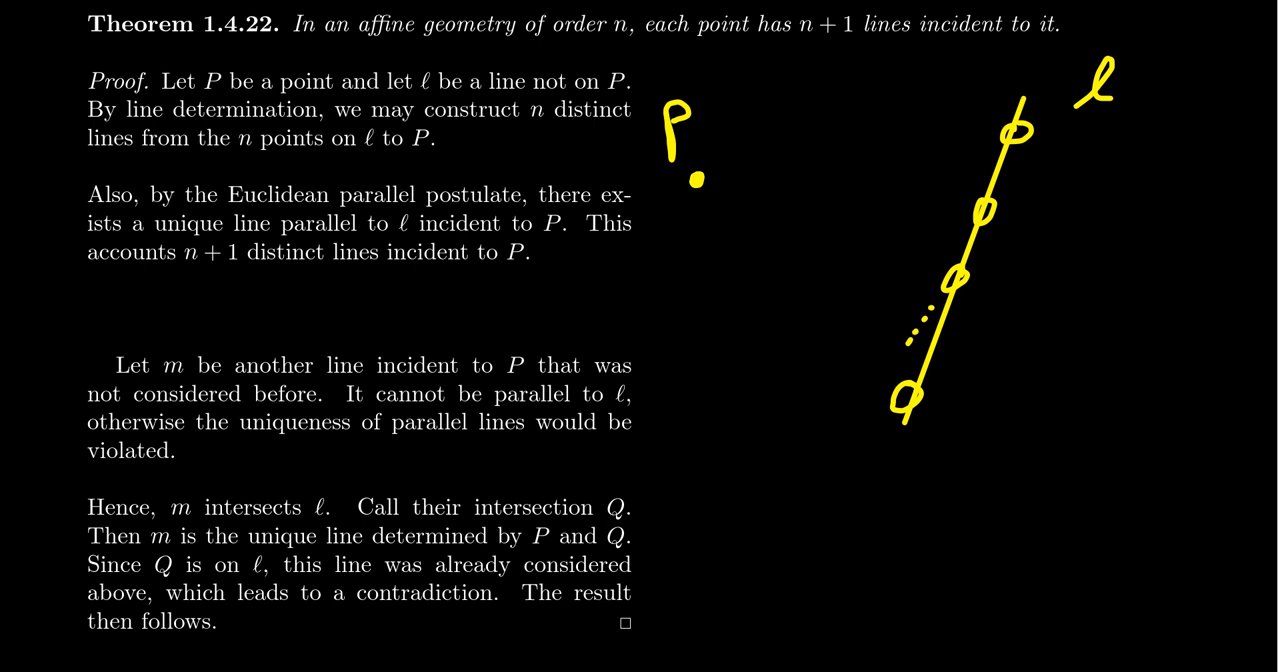 Theorem 1.4.22. In an affine geometry of order n, each point has n + 1 lines incident to it.
Proof. Let P be a point and let ℓ be a line not on P.
By line determination, we may construct n distinct
lines from the n points on ℓ to P.
Also, by the Euclidean parallel postulate, there ex-
ists a unique line parallel to ℓ incident to P. This
accounts n + 1 distinct lines incident to P.
Let m be another line incident to P that was
not considered before. It cannot be parallel to ℓ,
otherwise the uniqueness of parallel lines would be
violated.
Hence, m intersects ℓ. Call their intersection Q.
Then m is the unique line determined by P and Q.
Since Q is on ℓ, this line was already considered
above, which leads to a contradiction. The result
then follows. □
P
ℓ